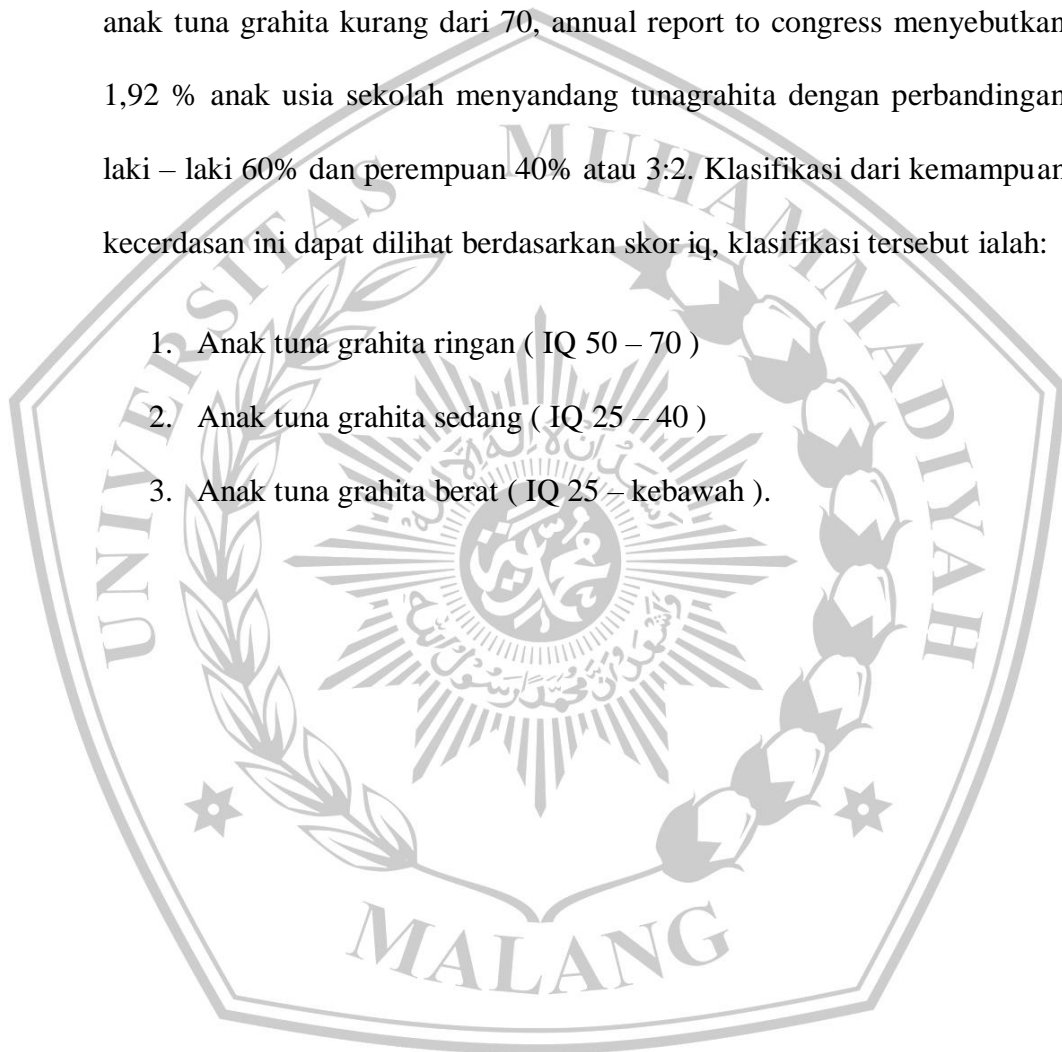 anak tuna grahita kurang dari 70, annual report to congress menyebutkan
1,92 % anak usia sekolah menyandang tunagrahita dengan perbandingan
laki – laki 60% dan perempuan 40% atau 3:2. Klasifikasi dari kemampuan
kecerdasan ini dapat dilihat berdasarkan skor iq, klasifikasi tersebut ialah:
1. Anak tuna grahita ringan ( IQ 50 – 70 )
2. Anak tuna grahita sedang ( IQ 25 – 40 )
3. Anak tuna grahita berat ( IQ 25 – kebawah ).
UNIVERSITAS MUHAMMADIYAH
MALANG